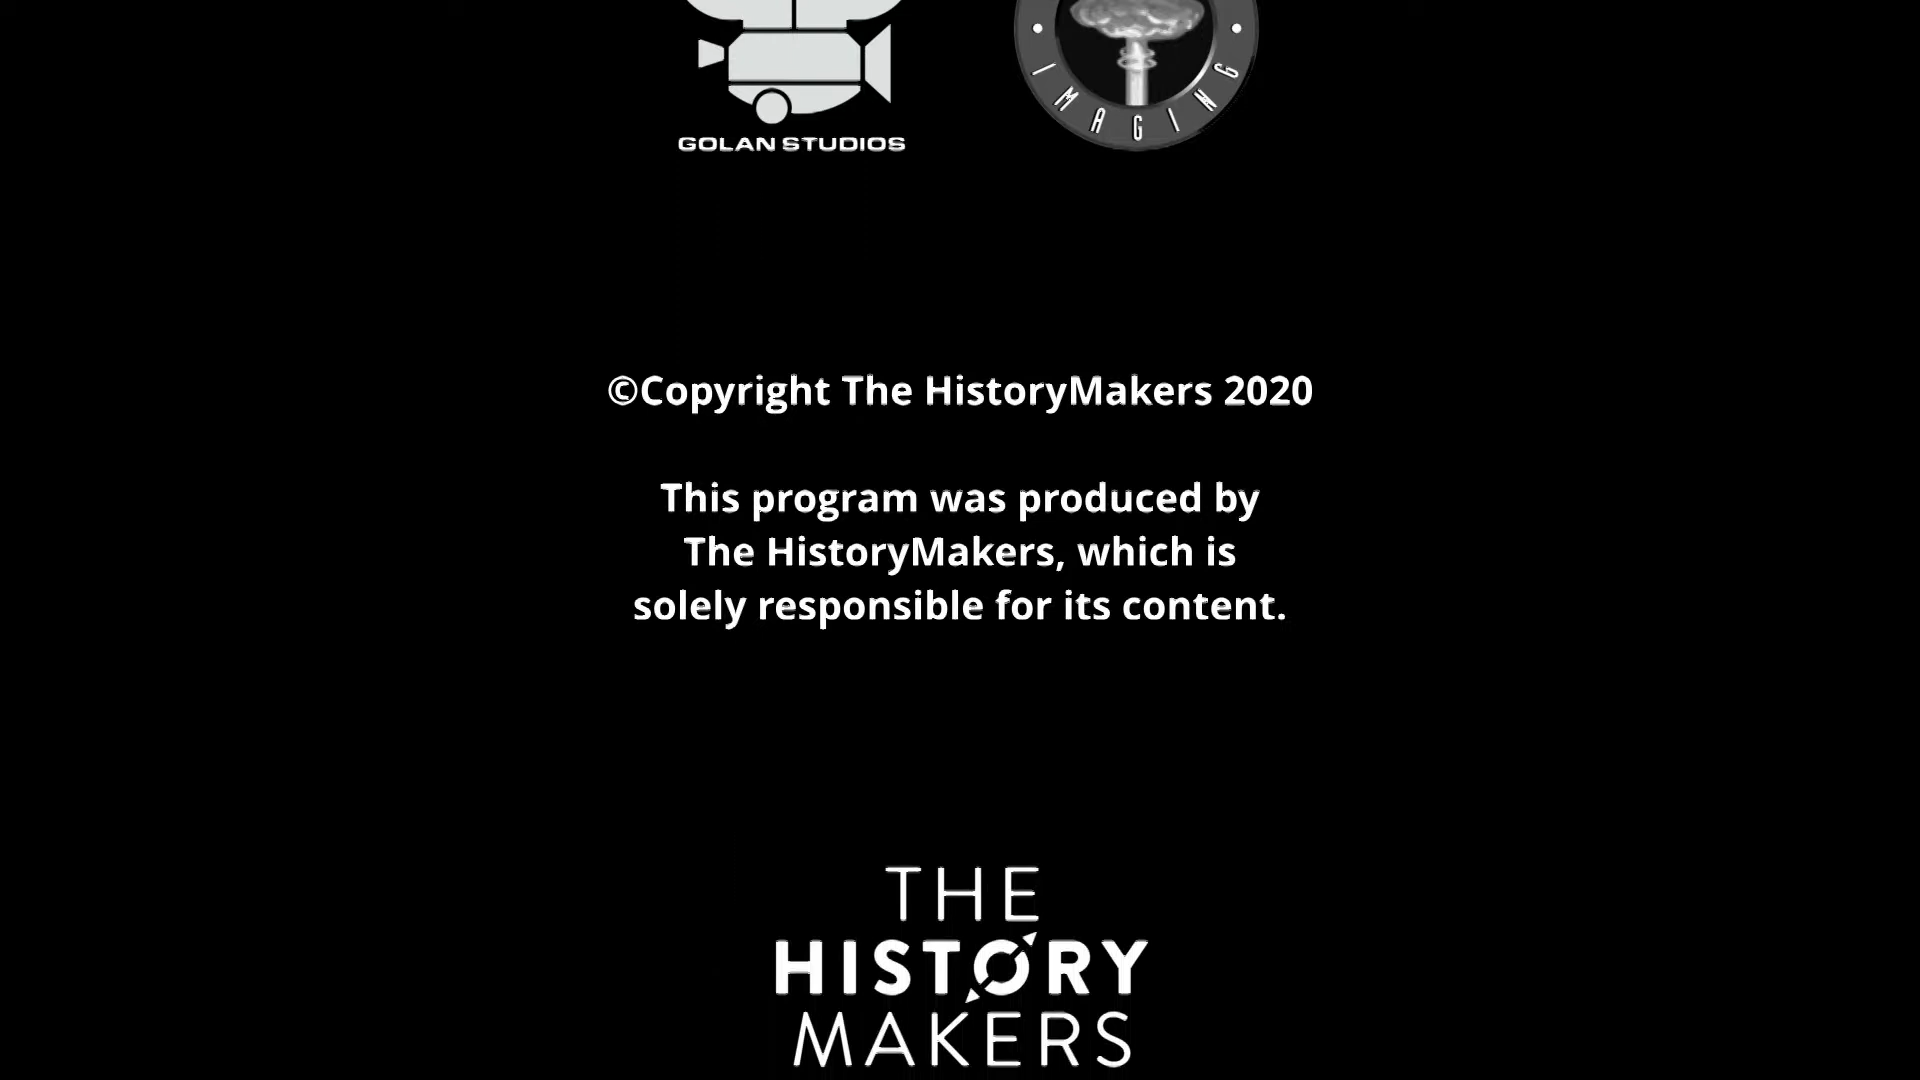 GOLAN STUDIOS
IMAGING
©Copyright The HistoryMakers 2020
This program was produced by
The HistoryMakers, which is
solely responsible for its content.
THE
HISTORY
MAKERS